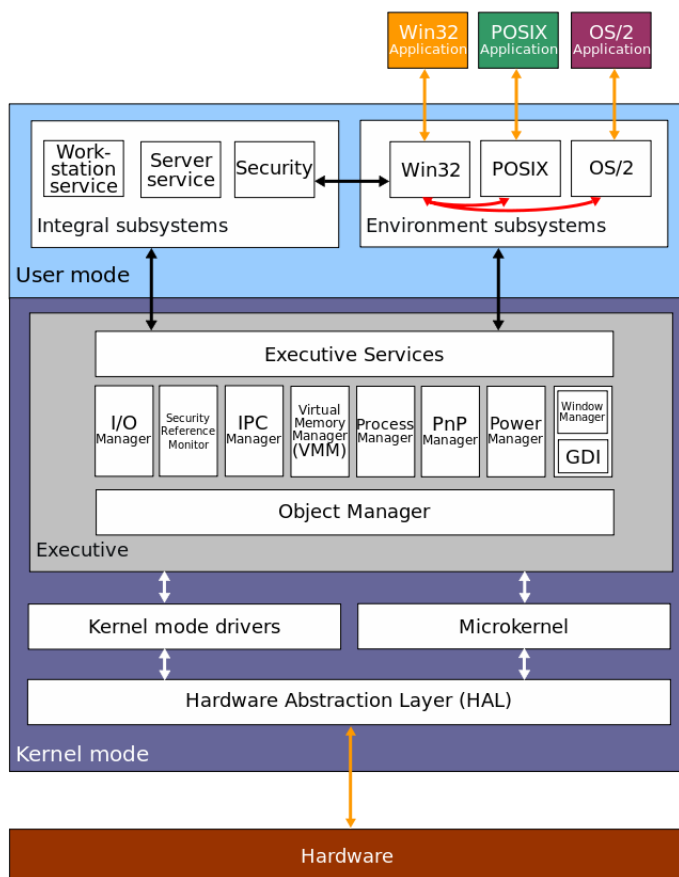 Win32
Application
POSIX
Application
OS/2
Application
Work-
station
service
Server
service
Security
Integral subsystems
Win32
POSIX
OS/2
Environment subsystems
User mode
Executive Services
I/O
Manager
Security
Reference
Monitor
IPC
Manager
Virtual
Memory
Manager
(VMM)
Process
Manager
PnP
Manager
Power
Manager
Window
Manager
GDI
Object Manager
Executive
Kernel mode drivers
Microkernel
Hardware Abstraction Layer (HAL)
Kernel mode
Hardware